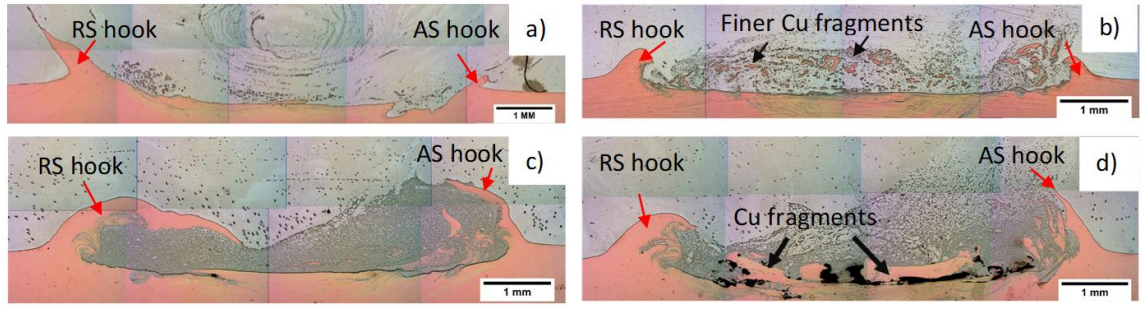 RS hook
AS hook
a)
1 MM
RS hook
Finer Cu fragments
AS hook
b)
1 mm
RS hook
AS hook
c)
1 mm
RS hook
AS hook
d)
Cu fragments
1 mm